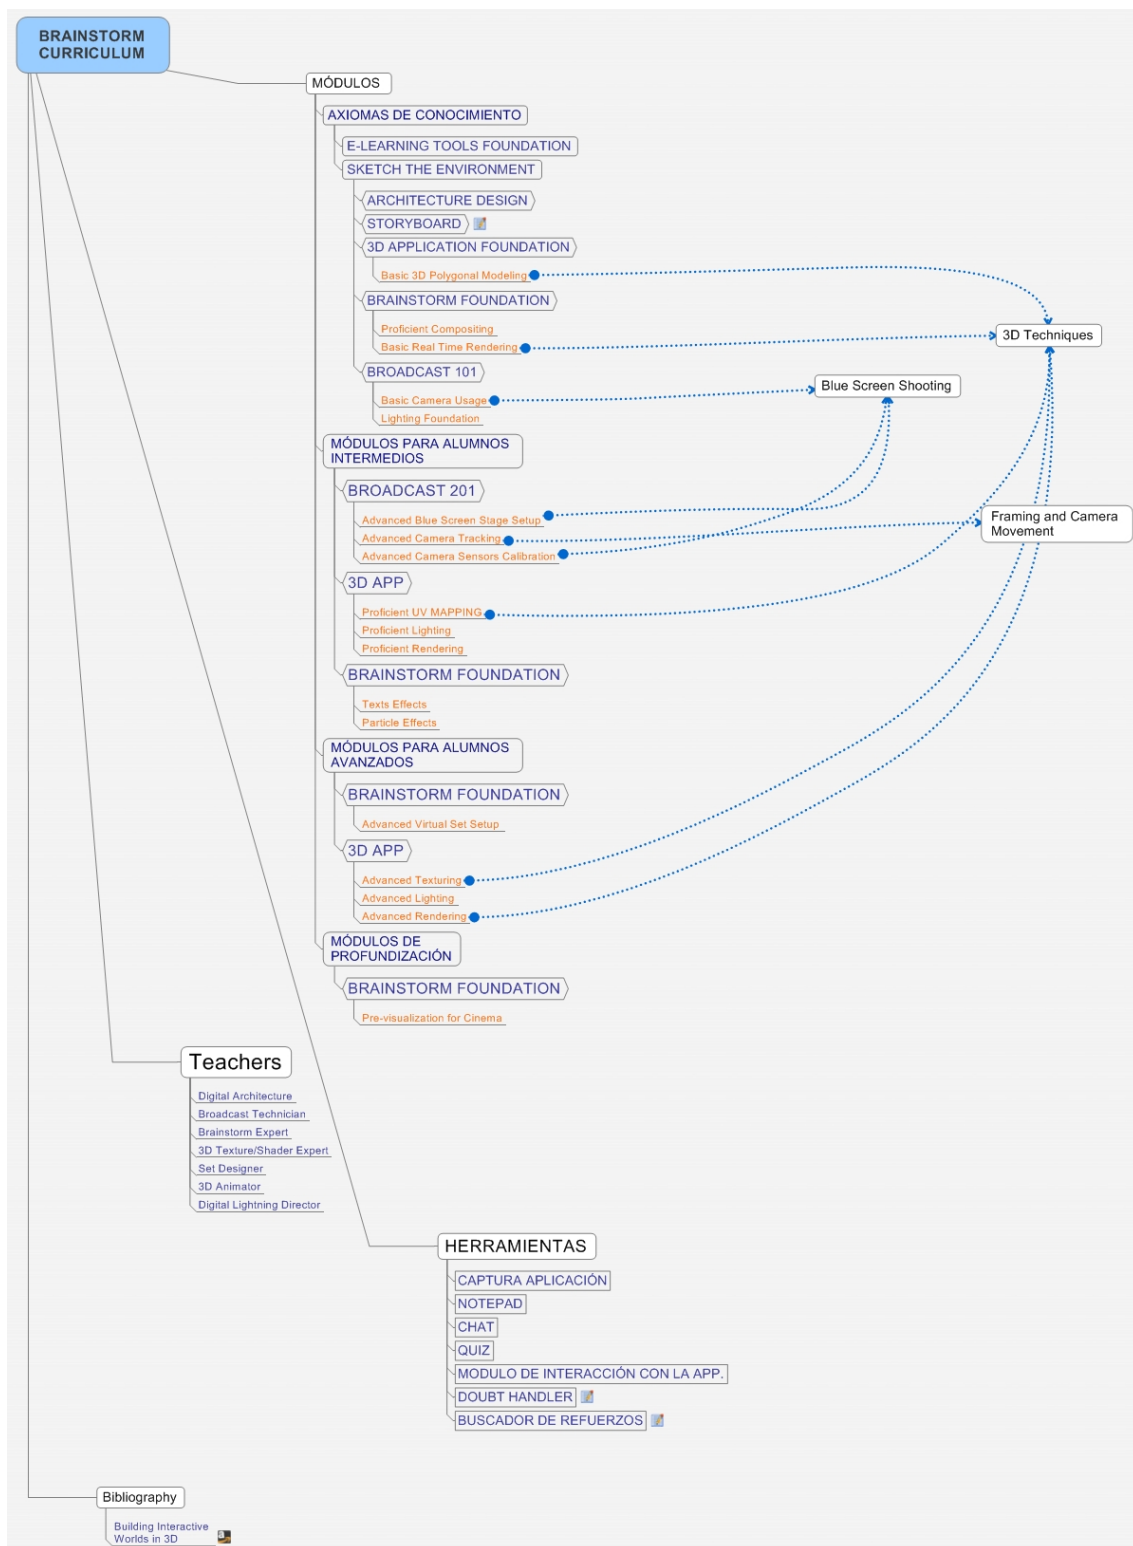 BRAINSTORM
CURRICULUM
MÓDULOS
AXIOMAS DE CONOCIMIENTO
E-LEARNING TOOLS FOUNDATION
SKETCH THE ENVIRONMENT
ARCHITECTURE DESIGN
STORYBOARD
3D APPLICATION FOUNDATION
Basic 3D Polygonal Modeling
BRAINSTORM FOUNDATION
Proficient Compositing
Basic Real Time Rendering
3D Techniques
BROADCAST 101
Blue Screen Shooting
Basic Camera Usage
Lighting Foundation
MÓDULOS PARA ALUMNOS
INTERMEDIOS
BROADCAST 201
Advanced Blue Screen Stage Setup
Advanced Camera Tracking
Advanced Camera Sensors Calibration
Framing and Camera
Movement
3D APP
Proficient UV MAPPING
Proficient Lighting
Proficient Rendering
BRAINSTORM FOUNDATION
Texts Effects
Particle Effects
MÓDULOS PARA ALUMNOS
AVANZADOS
BRAINSTORM FOUNDATION
Advanced Virtual Set Setup
3D APP
Advanced Texturing
Advanced Lighting
Advanced Rendering
MÓDULOS DE
PROFUNDIZACIÓN
BRAINSTORM FOUNDATION
Pre-visualization for Cinema
Teachers
Digital Architecture
Broadcast Technician
Brainstorm Expert
3D Texture/Shader Expert
Set Designer
3D Animator
Digital Lightning Director
HERRAMIENTAS
CAPTURA APLICACIÓN
NOTEPAD
CHAT
QUIZ
MODULO DE INTERACCIÓN CON LA APP.
DOUBT HANDLER
BUSCADOR DE REFUERZOS
Bibliography
Building Interactive
Worlds in 3D